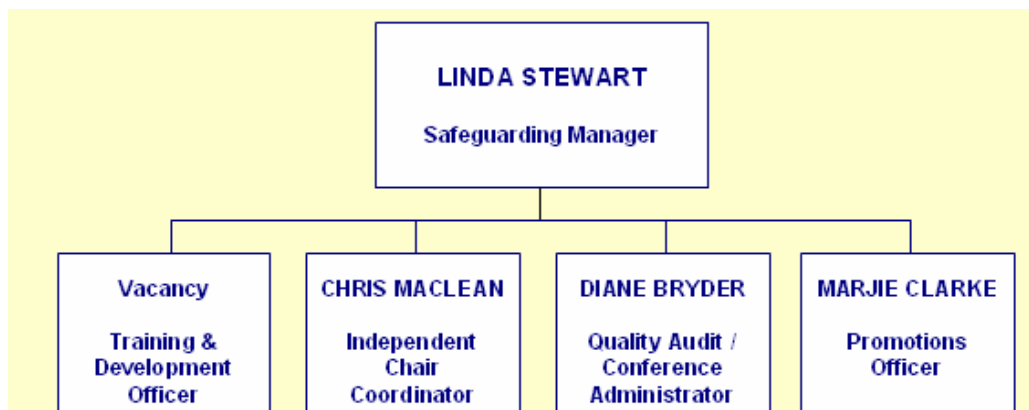 LINDA STEWART
Safeguarding Manager
Vacancy
Training &
Development
Officer
CHRIS MACLEAN
Independent
Chair
Coordinator
DIANE BRYDER
Quality Audit /
Conference
Administrator
MARJIE CLARKE
Promotions
Officer